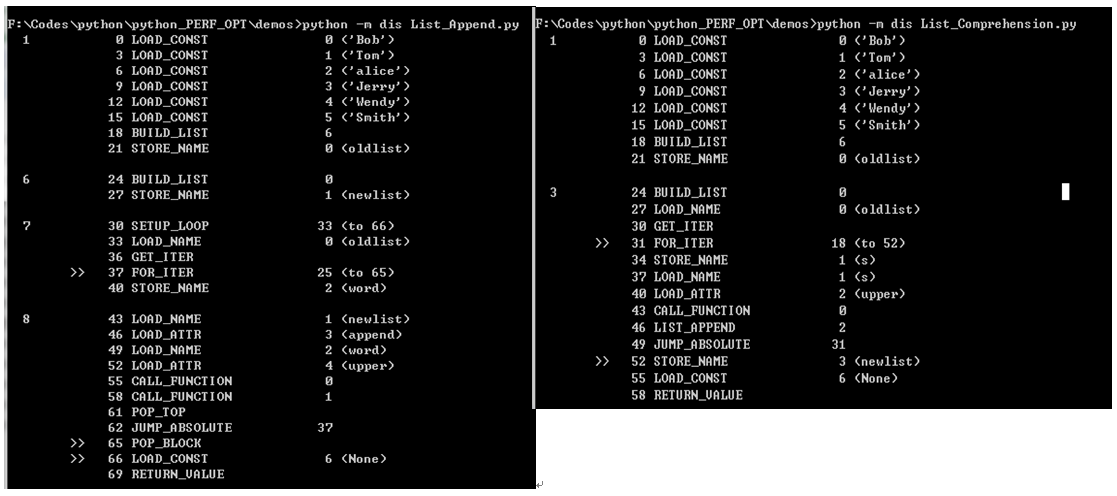 F:\Codes\python\python_PERF_OPT\demos>python -m dis List_Append.py
1 0 LOAD_CONST 0 ('Bob')
3 LOAD_CONST 1 ('Tom')
6 LOAD_CONST 2 ('alice')
9 LOAD_CONST 3 ('Jerry')
12 LOAD_CONST 4 ('Wendy')
15 LOAD_CONST 5 ('Smith')
18 BUILD_LIST 6
21 STORE_NAME 0 (oldlist)
6 24 BUILD_LIST 0
27 STORE_NAME 1 (newlist)
7 30 SETUP_LOOP 33 (to 66)
33 LOAD_NAME 0 (oldlist)
36 GET_ITER
>> 37 FOR_ITER 25 (to 65)
40 STORE_NAME 2 (word)
8 43 LOAD_NAME 1 (newlist)
46 LOAD_ATTR 3 (append)
49 LOAD_NAME 2 (word)
52 LOAD_ATTR 4 (upper)
55 CALL_FUNCTION 0
58 CALL_FUNCTION 1
61 POP_TOP
62 JUMP_ABSOLUTE 37
>> 65 POP_BLOCK
>> 66 LOAD_CONST 6 (None)
69 RETURN_VALUE
F:\Codes\python\python_PERF_OPT\demos>python -m dis List_Comprehension.py
1 0 LOAD_CONST 0 ('Bob')
3 LOAD_CONST 1 ('Tom')
6 LOAD_CONST 2 ('alice')
9 LOAD_CONST 3 ('Jerry')
12 LOAD_CONST 4 ('Wendy')
15 LOAD_CONST 5 ('Smith')
18 BUILD_LIST 6
21 STORE_NAME 0 (oldlist)
3 24 BUILD_LIST 0
27 LOAD_NAME 0 (oldlist)
30 GET_ITER
>> 31 FOR_ITER 18 (to 52)
34 STORE_NAME 1 (s)
37 LOAD_NAME 1 (s)
40 LOAD_ATTR 2 (upper)
43 CALL_FUNCTION 0
46 LIST_APPEND 2
49 JUMP_ABSOLUTE 31
>> 52 STORE_NAME 3 (newlist)
55 LOAD_CONST 6 (None)
58 RETURN_VALUE